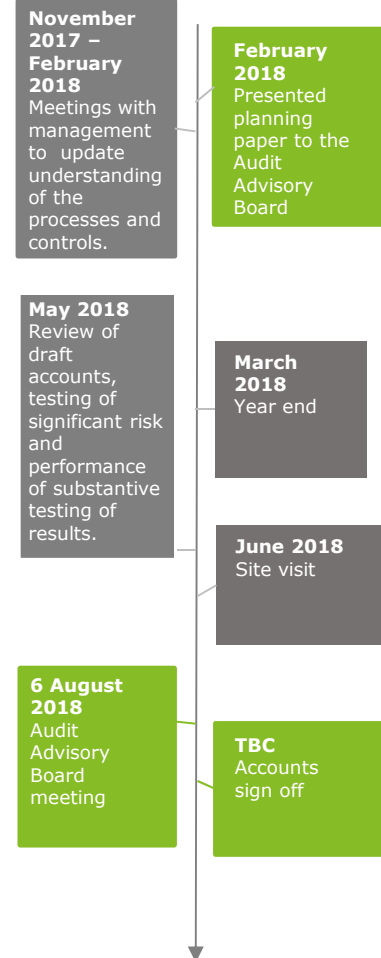 November
2017 –
February
2018
Meetings with
management
to  update
understanding
of the
processes and
controls.
February
2018
Presented
planning
paper to the
Audit
Advisory
Board
May 2018
Review of
draft
accounts,
testing of
significant risk
and
performance
of substantive
testing of
results.
March
2018
Year end
June 2018
Site visit
6 August
2018
Audit
Advisory
Board
meeting
TBC
Accounts
sign off